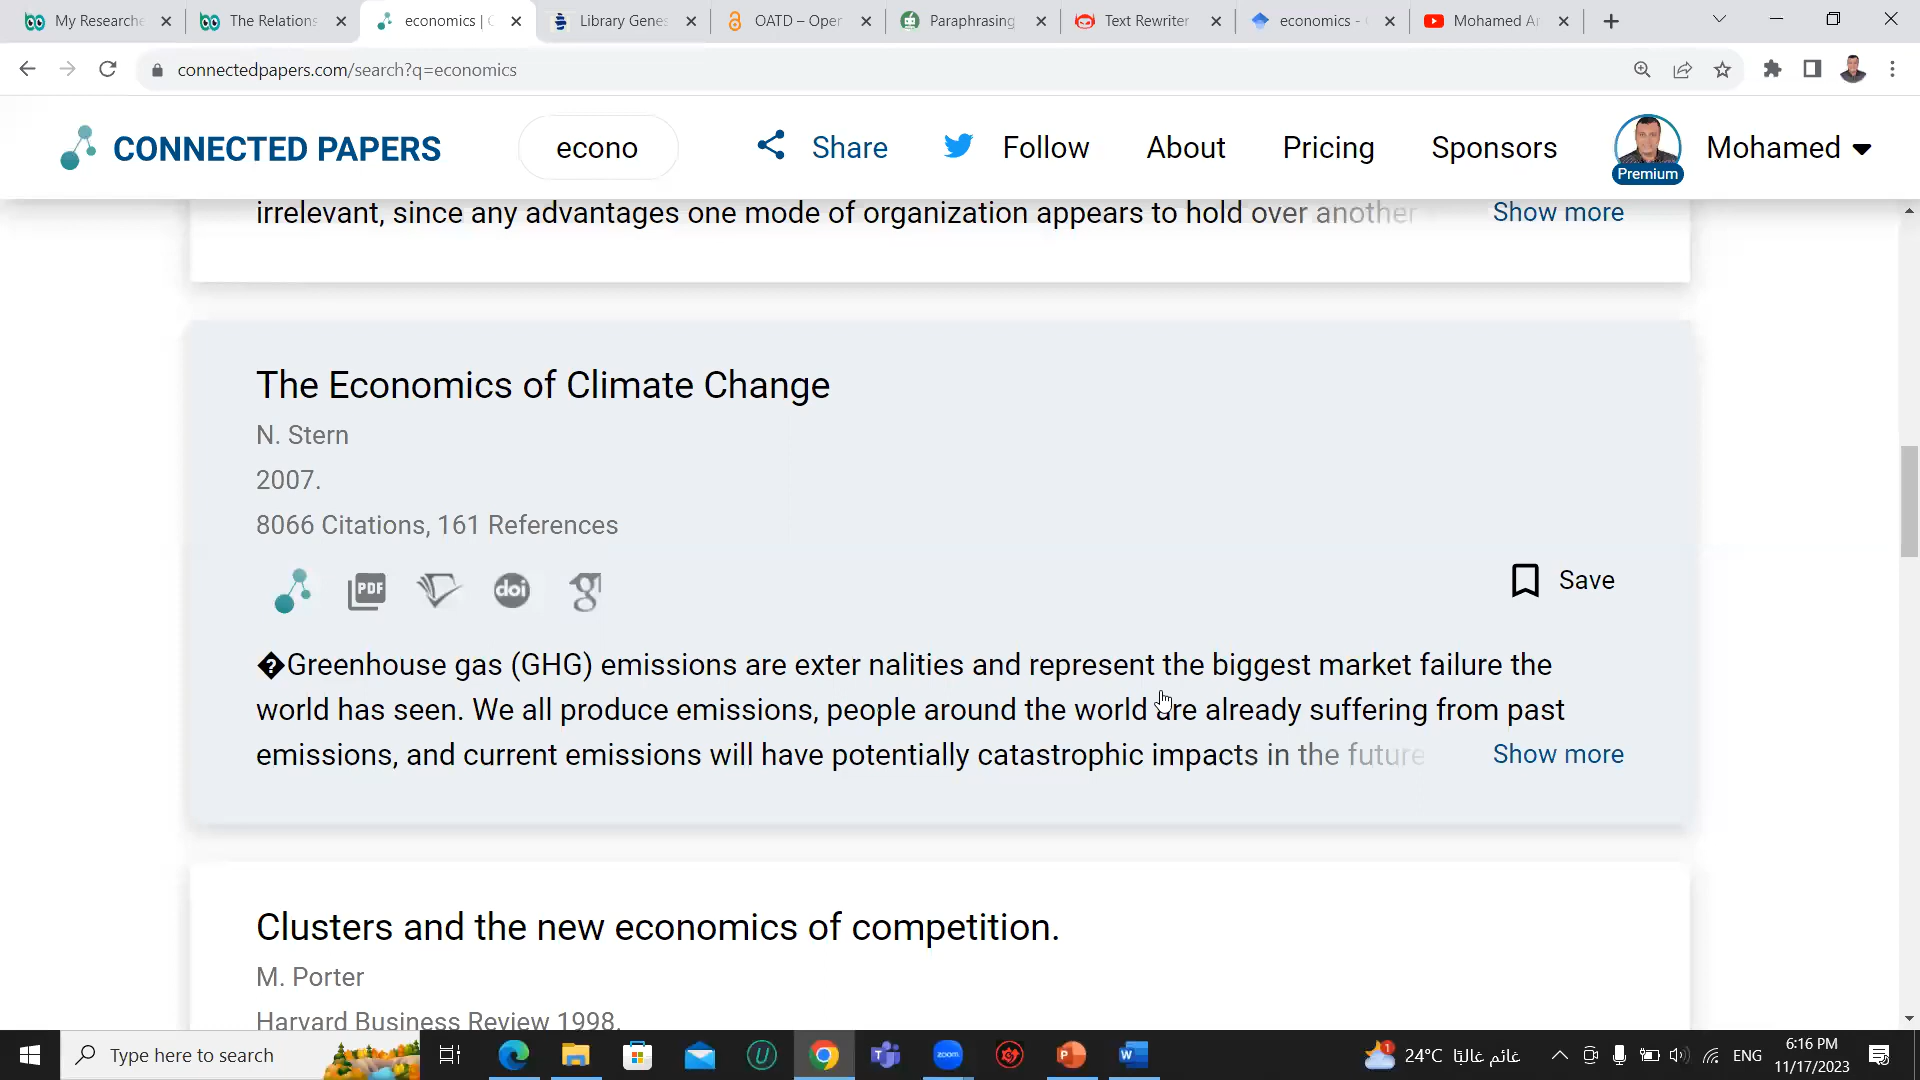 My Researche
The Relations
economics | C
Library Genes
OATD – Oper
Paraphrasing
Text Rewriter
economics -
Mohamed Ar
connectedpapers.com/search?q=economics
CONNECTED PAPERS
econo
Share
Follow
About
Pricing
Sponsors
Premium
Mohamed
irrelevant, since any advantages one mode of organization appears to hold over another
Show more
The Economics of Climate Change
N. Stern
2007.
8066 Citations, 161 References
PDF
doi
g
Save
�Greenhouse gas (GHG) emissions are exter nalities and represent the biggest market failure the
world has seen. We all produce emissions, people around the world are already suffering from past
emissions, and current emissions will have potentially catastrophic impacts in the future
Show more
Clusters and the new economics of competition.
M. Porter
Harvard Business Review 1998.
Type here to search
zoom
1
24°C
غائم غالبًا
ENG
6:16 PM
11/17/2023